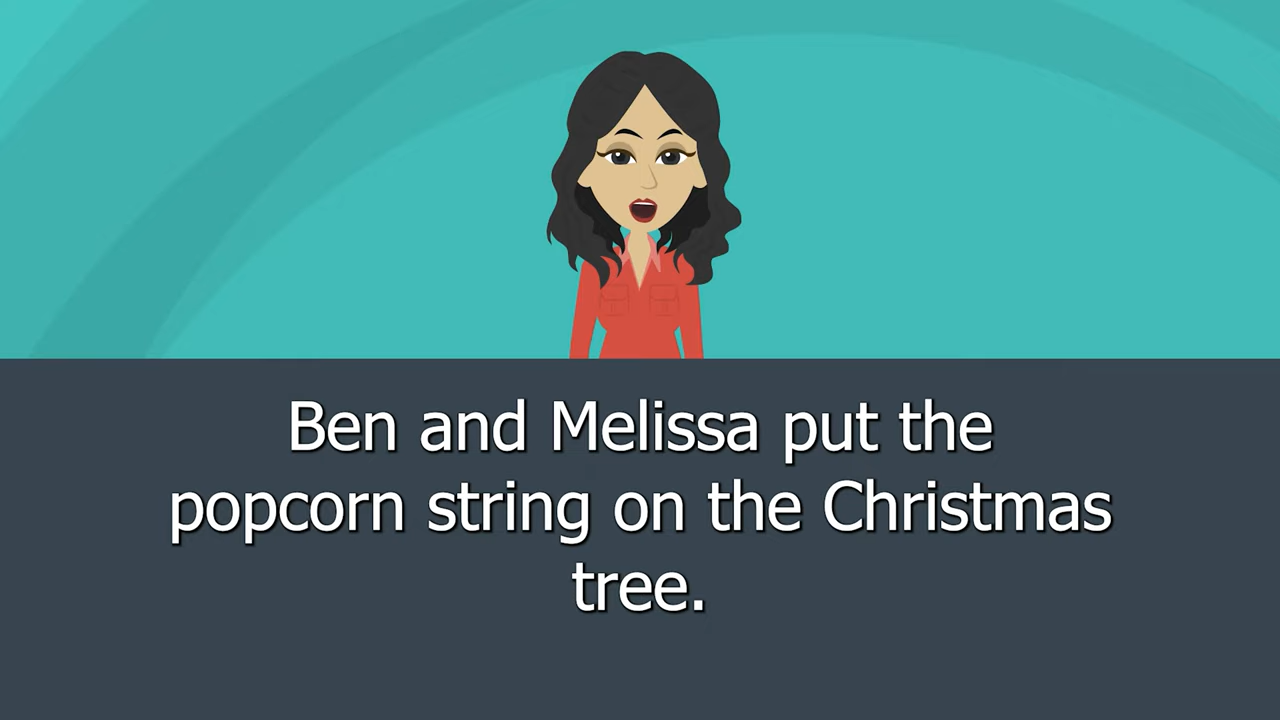 Ben and Melissa put the
popcorn string on the Christmas
tree.